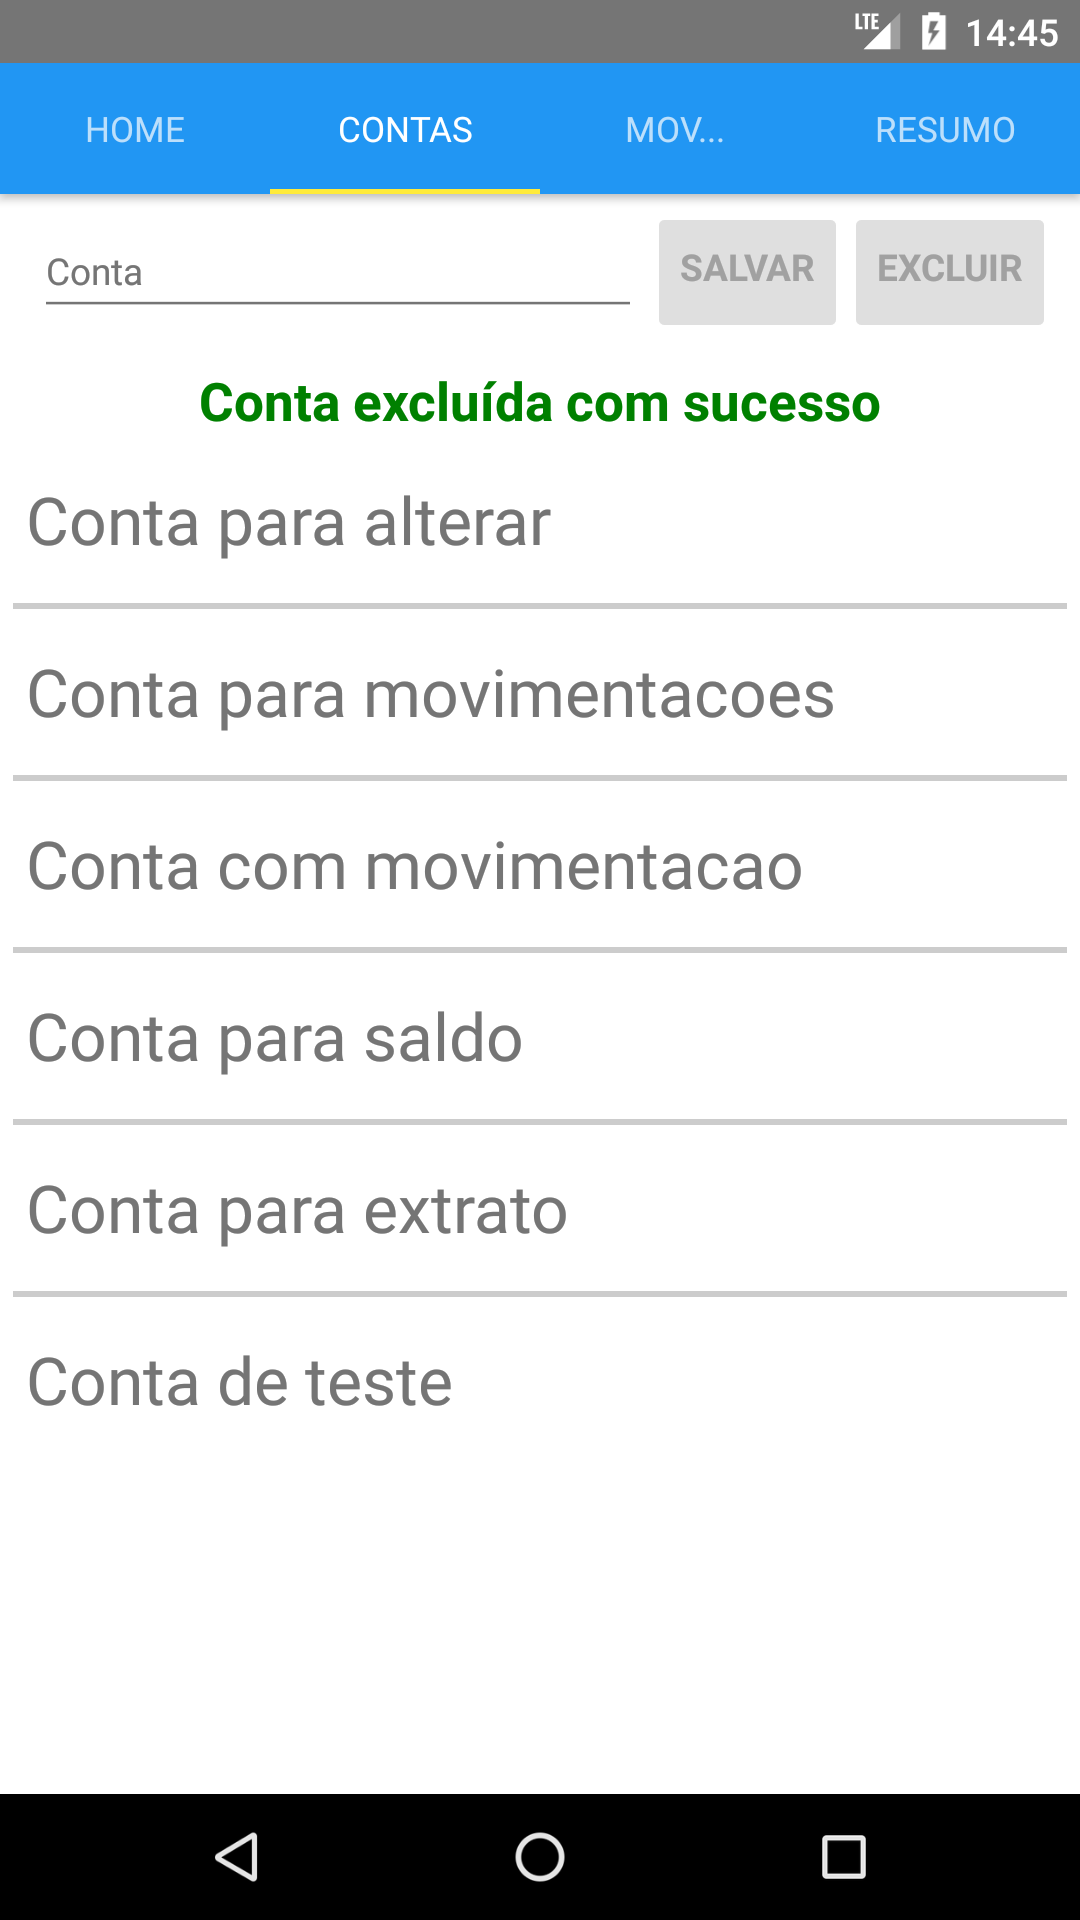 LTE 14:45
HOME CONTAS MOV... RESUMO
Conta SALVAR EXCLUIR
Conta excluída com sucesso
Conta para alterar
Conta para movimentacoes
Conta com movimentacao
Conta para saldo
Conta para extrato
Conta de teste